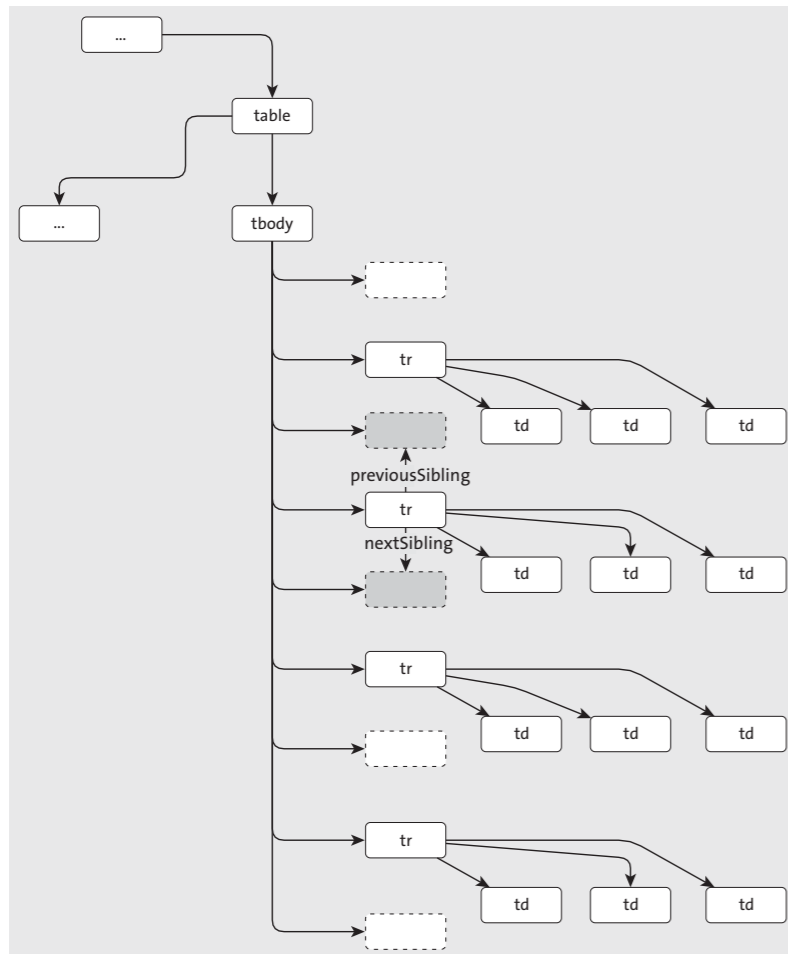 ...
table
...
tbody
tr
td td td
previousSibling
tr
nextSibling
td td td
tr
td td td
tr
td td td